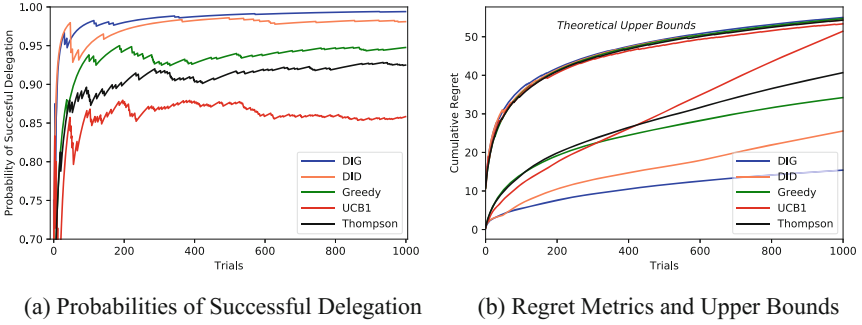 1.00
0.95
0.90
0.85
0.80
0.75
0.70
Probability of Succesful Delegation
0
200
400
600
800
1000
Trials
DIG
DID
Greedy
UCB1
Thompson
(a) Probabilities of Successful Delegation
50
40
30
20
10
0
Cumulative Regret
Theoretical Upper Bounds
0
200
400
600
800
1000
Trials
DIG
DID
Greedy
UCB1
Thompson
(b) Regret Metrics and Upper Bounds